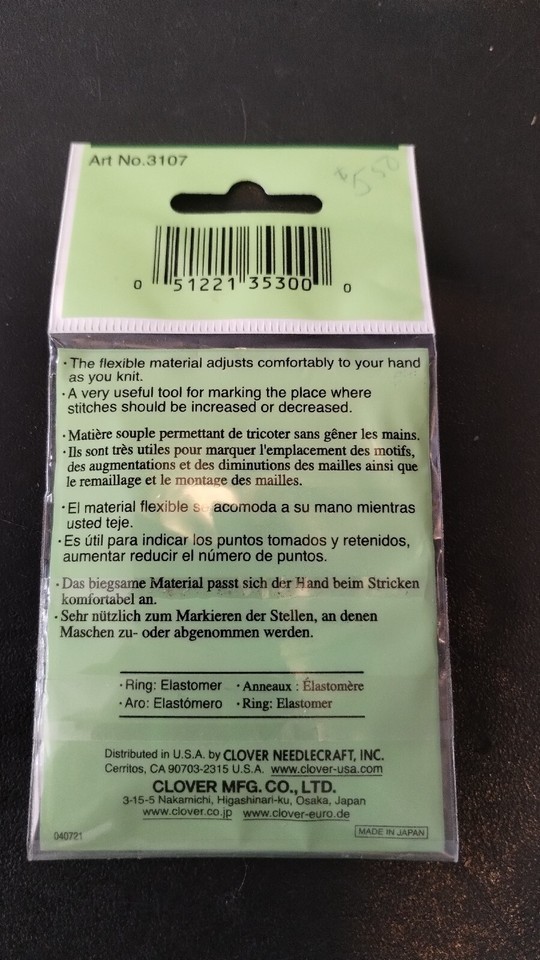 Art No.3107
$550
0 51221 35300 0
·The flexible material adjusts comfortably to your hand
as you knit.
·A very useful tool for marking the place where
stitches should be increased or decreased.
·Matière souple permettant de tricoter sans gêner les mains.
·Ils sont très utiles pour marquer l'emplacement des motifs,
des augmentations et des diminutions des mailles ainsi que
le remaillage et le montage des mailles.
·El material flexible se acomoda a su mano mientras
usted teje.
·Es útil para indicar los puntos tomados y retenidos,
aumentar reducir el número de puntos.
·Das biegsame Material passt sich der Hand beim Stricken
komfortabel an.
·Sehr nützlich zum Markieren der Stellen, an denen
Maschen zu- oder abgenommen werden.
·Ring: Elastomer ·Anneaux : Élastomère
·Aro: Elastómero ·Ring: Elastomer
Distributed in U.S.A. by CLOVER NEEDLECRAFT, INC.
Cerritos, CA 90703-2315 U.S.A. www.clover-usa.com
CLOVER MFG. CO., LTD.
3-15-5 Nakamichi, Higashinari-ku, Osaka, Japan
www.clover.co.jp www.clover-euro.de
040721 MADE IN JAPAN